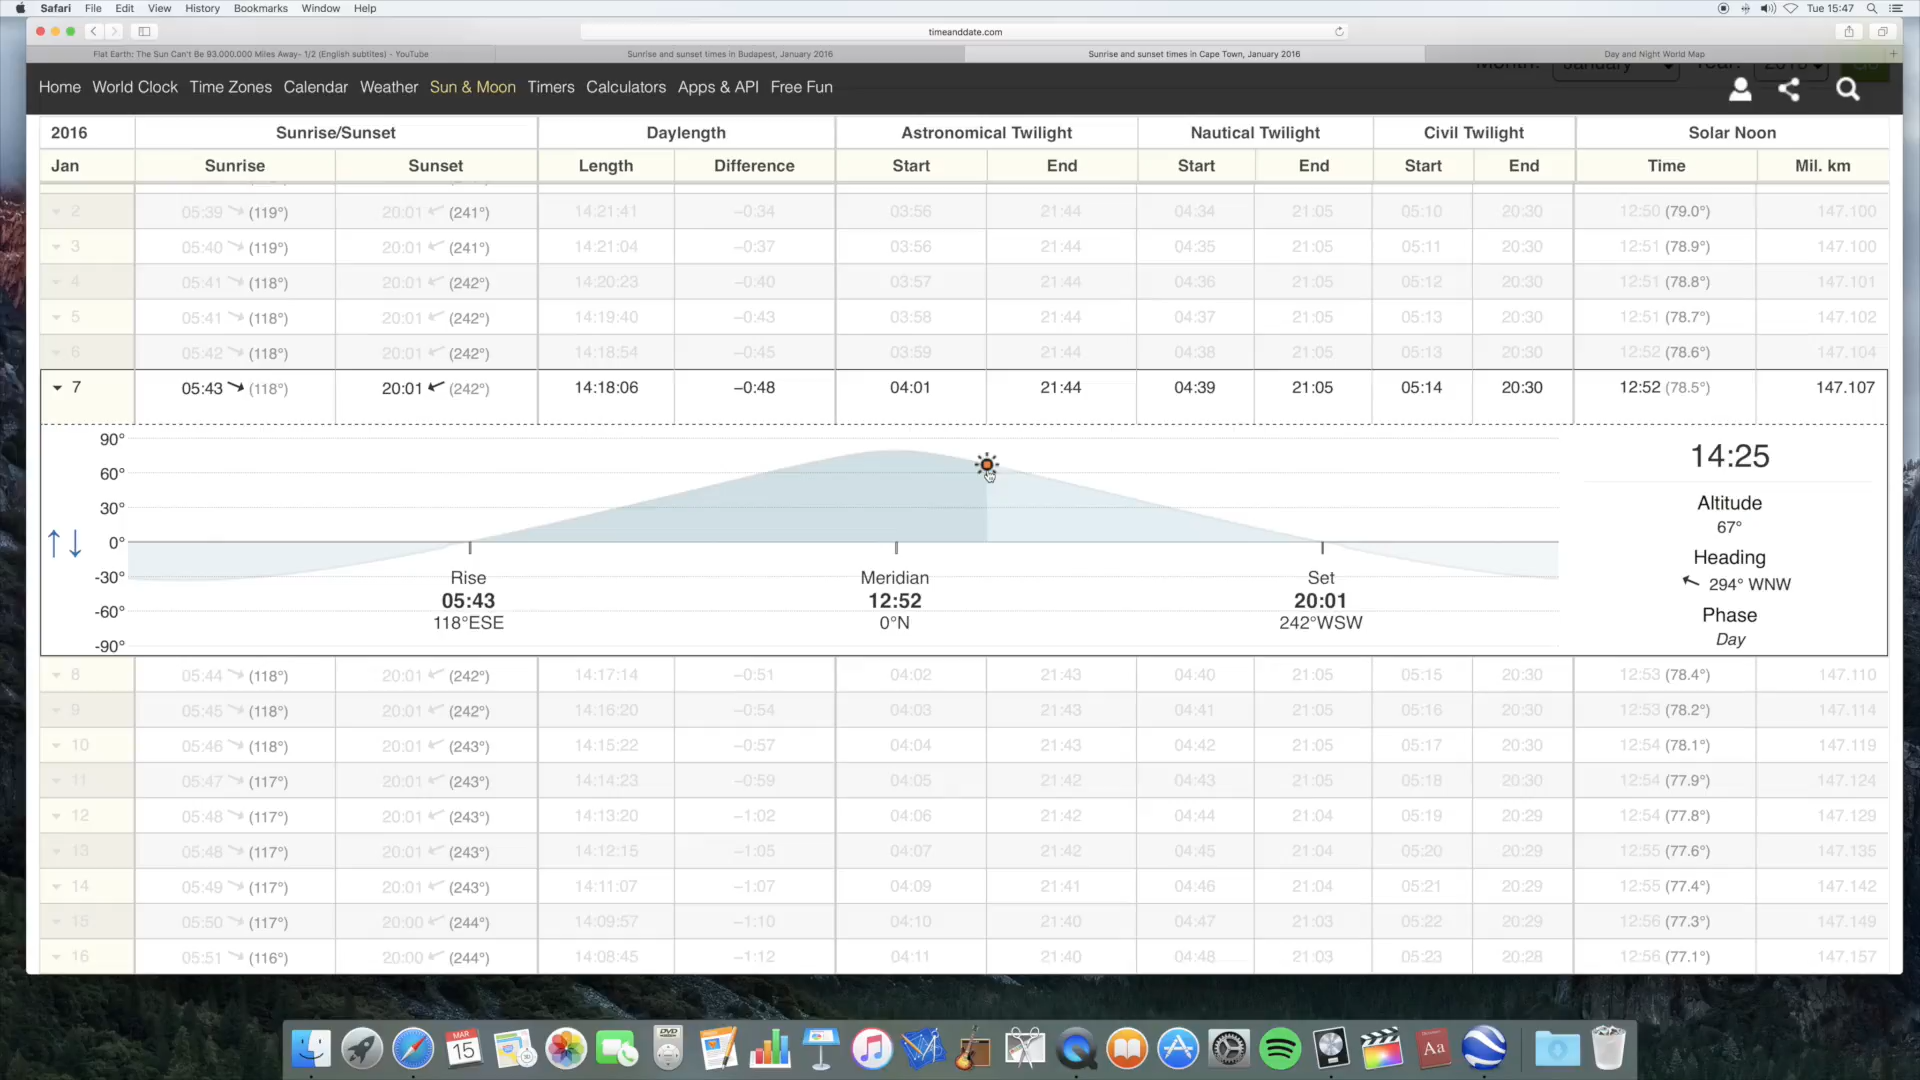 Safari File Edit View History Bookmarks Window Help Tue 15:47
timeanddate.com
Flat Earth: The Sun Can't Be 93.000.000 Miles Away- 1/2 (English subtitles) - YouTube Sunrise and sunset times in Budapest, January 2016 Sunrise and sunset times in Cape Town, January 2016 Day and Night World Map
Home World Clock Time Zones Calendar Weather Sun & Moon Timers Calculators Apps & API Free Fun
2016 Sunrise/Sunset Daylength Astronomical Twilight Nautical Twilight Civil Twilight Solar Noon
Jan Sunrise Sunset Length Difference Start End Start End Start End Time Mil. km
2 05:39 (119°) 20:01 (241°) 14:21:41 −0:34 03:56 21:44 04:34 21:05 05:10 20:30 12:50 (79.0°) 147.100
3 05:40 (119°) 20:01 (241°) 14:21:04 −0:37 03:56 21:44 04:35 21:05 05:11 20:30 12:51 (78.9°) 147.100
4 05:41 (118°) 20:01 (242°) 14:20:23 −0:40 03:57 21:44 04:36 21:05 05:12 20:30 12:51 (78.8°) 147.101
5 05:41 (118°) 20:01 (242°) 14:19:40 −0:43 03:58 21:44 04:37 21:05 05:13 20:30 12:51 (78.7°) 147.102
6 05:42 (118°) 20:01 (242°) 14:18:54 −0:45 03:59 21:44 04:38 21:05 05:13 20:30 12:52 (78.6°) 147.104
7 05:43 (118°) 20:01 (242°) 14:18:06 −0:48 04:01 21:44 04:39 21:05 05:14 20:30 12:52 (78.5°) 147.107
90°
60°
30°
0°
-30°
-60°
-90°
Rise Meridian Set
05:43 12:52 20:01
118°ESE 0°N 242°WSW
14:25
Altitude
67°
Heading
294° WNW
Phase
Day
8 05:44 (118°) 20:01 (242°) 14:17:14 −0:51 04:02 21:43 04:40 21:05 05:15 20:30 12:53 (78.4°) 147.110
9 05:45 (118°) 20:01 (242°) 14:16:20 −0:54 04:03 21:43 04:41 21:05 05:16 20:30 12:53 (78.2°) 147.114
10 05:46 (118°) 20:01 (243°) 14:15:22 −0:57 04:04 21:43 04:42 21:05 05:17 20:30 12:54 (78.1°) 147.119
11 05:47 (117°) 20:01 (243°) 14:14:23 −0:59 04:05 21:42 04:43 21:05 05:18 20:30 12:54 (77.9°) 147.124
12 05:48 (117°) 20:01 (243°) 14:13:20 −1:02 04:06 21:42 04:44 21:04 05:19 20:29 12:54 (77.8°) 147.129
13 05:48 (117°) 20:01 (243°) 14:12:15 −1:05 04:07 21:42 04:45 21:04 05:20 20:29 12:55 (77.6°) 147.135
14 05:49 (117°) 20:01 (243°) 14:11:07 −1:07 04:09 21:41 04:46 21:04 05:21 20:29 12:55 (77.4°) 147.142
15 05:50 (117°) 20:00 (244°) 14:09:57 −1:10 04:10 21:40 04:47 21:03 05:22 20:29 12:56 (77.3°) 147.149
16 05:51 (116°) 20:00 (244°) 14:08:45 −1:12 04:11 21:40 04:48 21:03 05:23 20:28 12:56 (77.1°) 147.157
MAR
15
DVD
Aa